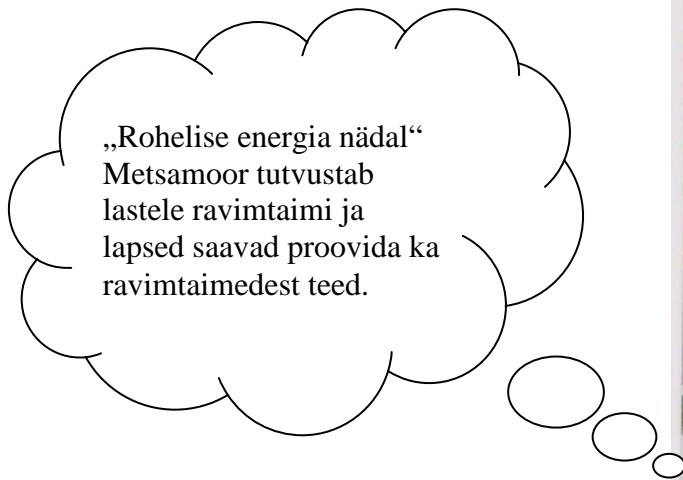 „Rohelise energia nädal“
Metsamoor tutvustab
lastele ravimtaimi ja
lapsed saavad proovida ka
ravimtaimedest teed.